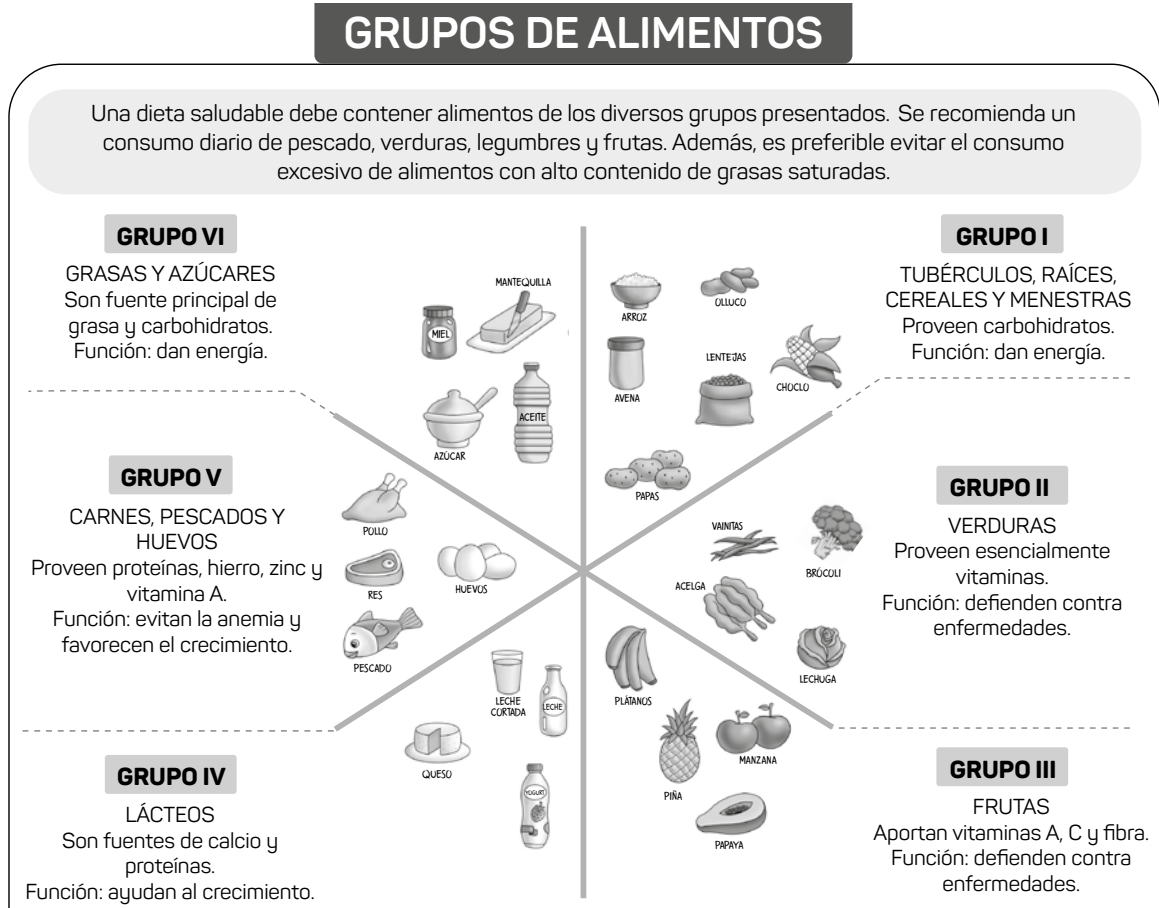 GRUPOS DE ALIMENTOS
Una dieta saludable debe contener alimentos de los diversos grupos presentados. Se recomienda un
consumo diario de pescado, verduras, legumbres y frutas. Además, es preferible evitar el consumo
excesivo de alimentos con alto contenido de grasas saturadas.
GRUPO VI
GRASAS Y AZÚCARES
Son fuente principal de
grasa y carbohidratos.
Función: dan energía.
MANTEQUILLA
MIEL
AZÚCAR
ACEITE
GRUPO I
TUBÉRCULOS, RAÍCES,
CEREALES Y MENESTRAS
Proveen carbohidratos.
Función: dan energía.
ARROZ
OLLUCO
AVENA
LENTEJAS
CHOCLO
PAPAS
GRUPO V
CARNES, PESCADOS Y
HUEVOS
Proveen proteínas, hierro, zinc y
vitamina A.
Función: evitan la anemia y
favorecen el crecimiento.
POLLO
RES
HUEVOS
PESCADO
GRUPO II
VERDURAS
Proveen esencialmente
vitaminas.
Función: defienden contra
enfermedades.
VAINITAS
BRÓCOLI
ACELGA
LECHUGA
GRUPO IV
LÁCTEOS
Son fuentes de calcio y
proteínas.
Función: ayudan al crecimiento.
LECHE
CORTADA
LECHE
QUESO
YOGURT
GRUPO III
FRUTAS
Aportan vitaminas A, C y fibra.
Función: defienden contra
enfermedades.
PLÁTANOS
MANZANA
PIÑA
PAPAYA